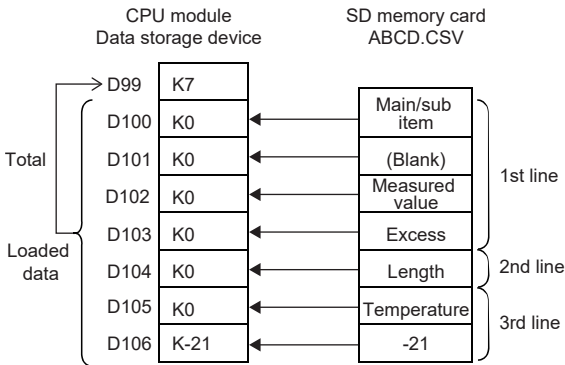 CPU module
Data storage device
SD memory card
ABCD.CSV
D99 K7
D100 K0
Main/sub
item
D101 K0 (Blank)
D102 K0
Measured
value
D103 K0 Excess
D104 K0 Length
D105 K0 Temperature
D106 K-21 -21
Total
Loaded
data
1st line
2nd line
3rd line